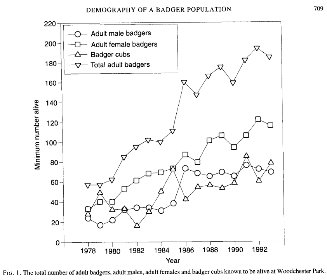 DEMOGRAPHY OF A BADGER POPULATION 709
220
200
180
160
140
120
100
80
60
40
20
0
Minimum number alive
Adult male badgers
Adult female badgers
Badger cubs
Total adult badgers
1978 1980 1982 1984 1986 1988 1990 1992
Year
FIG. 1. The total number of adult badgers, adult males, adult females and badger cubs known to be alive at Woodchester Park.